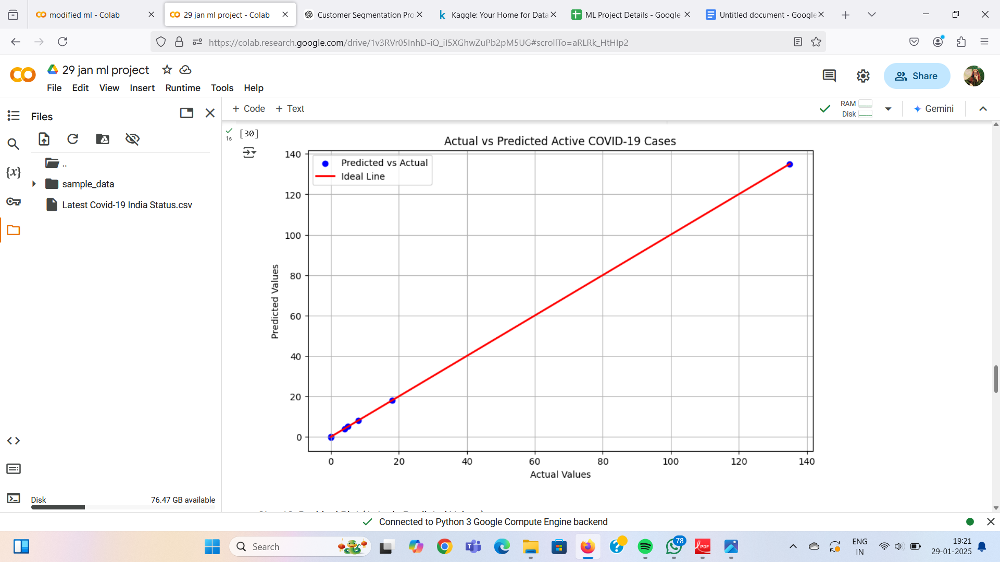 modified ml - Colab
29 jan ml project - Colab
Customer Segmentation Pro
Kaggle: Your Home for Data
ML Project Details - Google
Untitled document - Google
https://colab.research.google.com/drive/1v3RVr05InhD-iQ_iI5XGhwZuPb2pM5UG#scrollTo=aRLRk_HtHIp2
29 jan ml project
File Edit View Insert Runtime Tools Help
Share
Files
+ Code + Text
RAM
Disk
Gemini
..
sample_data
Latest Covid-19 India Status.csv
Disk 76.47 GB available
[30]
1s
Actual vs Predicted Active COVID-19 Cases
Predicted vs Actual
Ideal Line
140
120
100
80
60
40
20
0
Predicted Values
0 20 40 60 80 100 120 140
Actual Values
Connected to Python 3 Google Compute Engine backend
Search
78
PDF
ENG
IN
19:21
29-01-2025